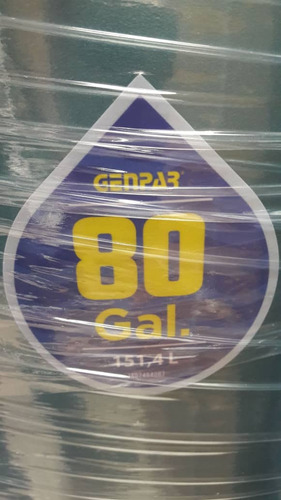 GENPAR
80
Gal.
151,4 L